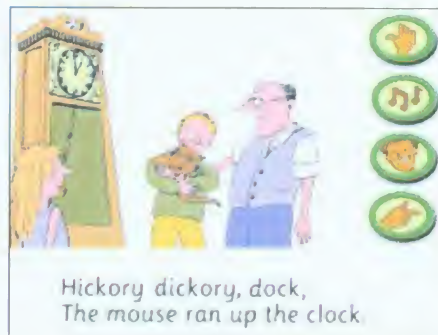 Hickory dickory, dock,
The mouse ran up the clock.